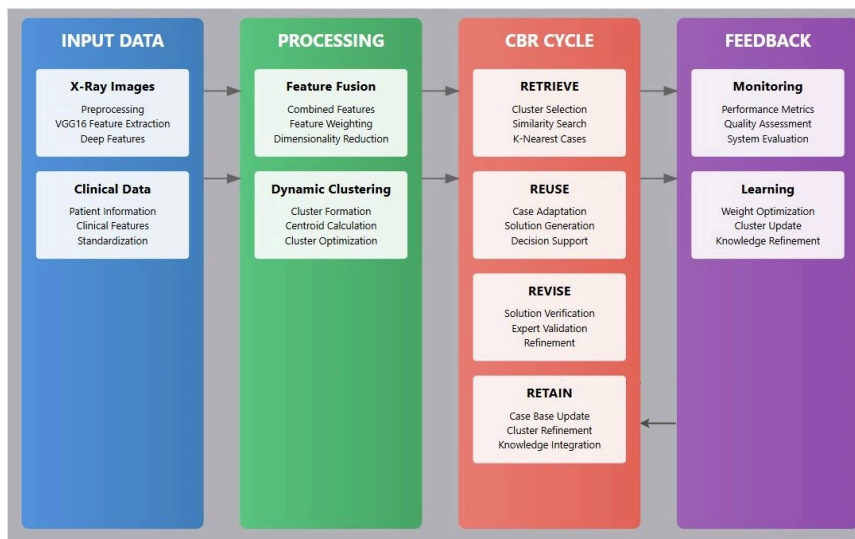 INPUT DATA
X-Ray Images
Preprocessing
VGG16 Feature Extraction
Deep Features
Clinical Data
Patient Information
Clinical Features
Standardization
PROCESSING
Feature Fusion
Combined Features
Feature Weighting
Dimensionality Reduction
Dynamic Clustering
Cluster Formation
Centroid Calculation
Cluster Optimization
CBR CYCLE
RETRIEVE
Cluster Selection
Similarity Search
K-Nearest Cases
REUSE
Case Adaptation
Solution Generation
Decision Support
REVISE
Solution Verification
Expert Validation
Refinement
RETAIN
Case Base Update
Cluster Refinement
Knowledge Integration
FEEDBACK
Monitoring
Performance Metrics
Quality Assessment
System Evaluation
Learning
Weight Optimization
Cluster Update
Knowledge Refinement